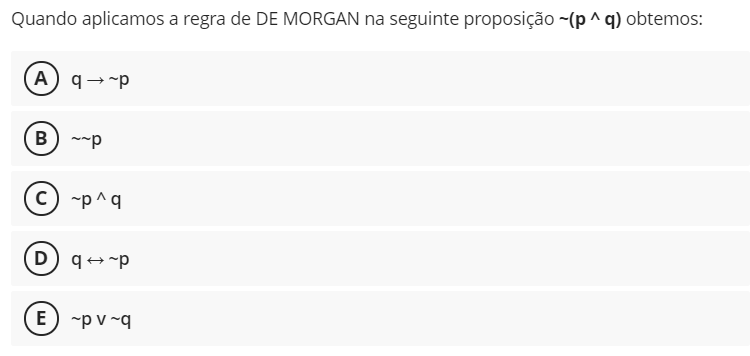 Quando aplicamos a regra de DE MORGAN na seguinte proposição ~(p ^ q) obtemos:
A q → ~p
B ~~p
C ~p ^ q
D q ↔ ~p
E ~p v ~q